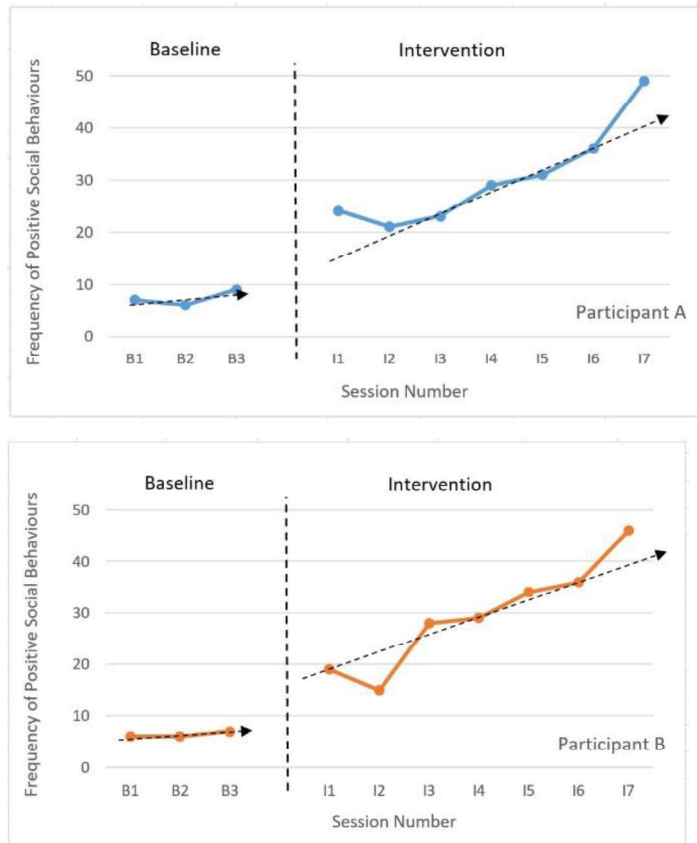 Baseline Intervention
50
40
30
20
10
0
Frequency of Positive Social Behaviours
Participant A
B1 B2 B3 I1 I2 I3 I4 I5 I6 I7
Session Number
Baseline Intervention
50
40
30
20
10
0
Frequency of Positive Social Behaviours
Participant B
B1 B2 B3 I1 I2 I3 I4 I5 I6 I7
Session Number